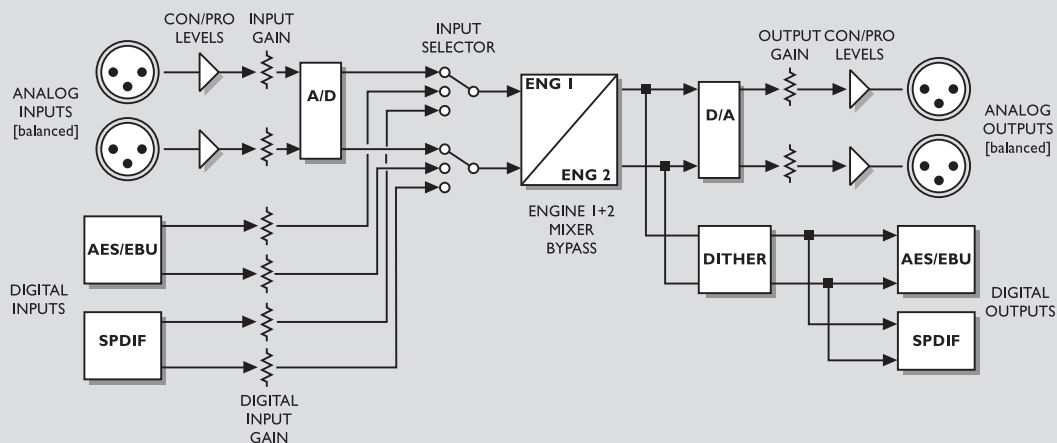 CON/PRO
LEVELS
INPUT
GAIN
INPUT
SELECTOR
OUTPUT
GAIN
CON/PRO
LEVELS
ANALOG
INPUTS
[balanced]
A/D
ENG 1
ENG 2
D/A
ANALOG
OUTPUTS
[balanced]
ENGINE 1+2
MIXER
BYPASS
AES/EBU
DITHER
AES/EBU
DIGITAL
INPUTS
DIGITAL
OUTPUTS
SPDIF
SPDIF
DIGITAL
INPUT
GAIN